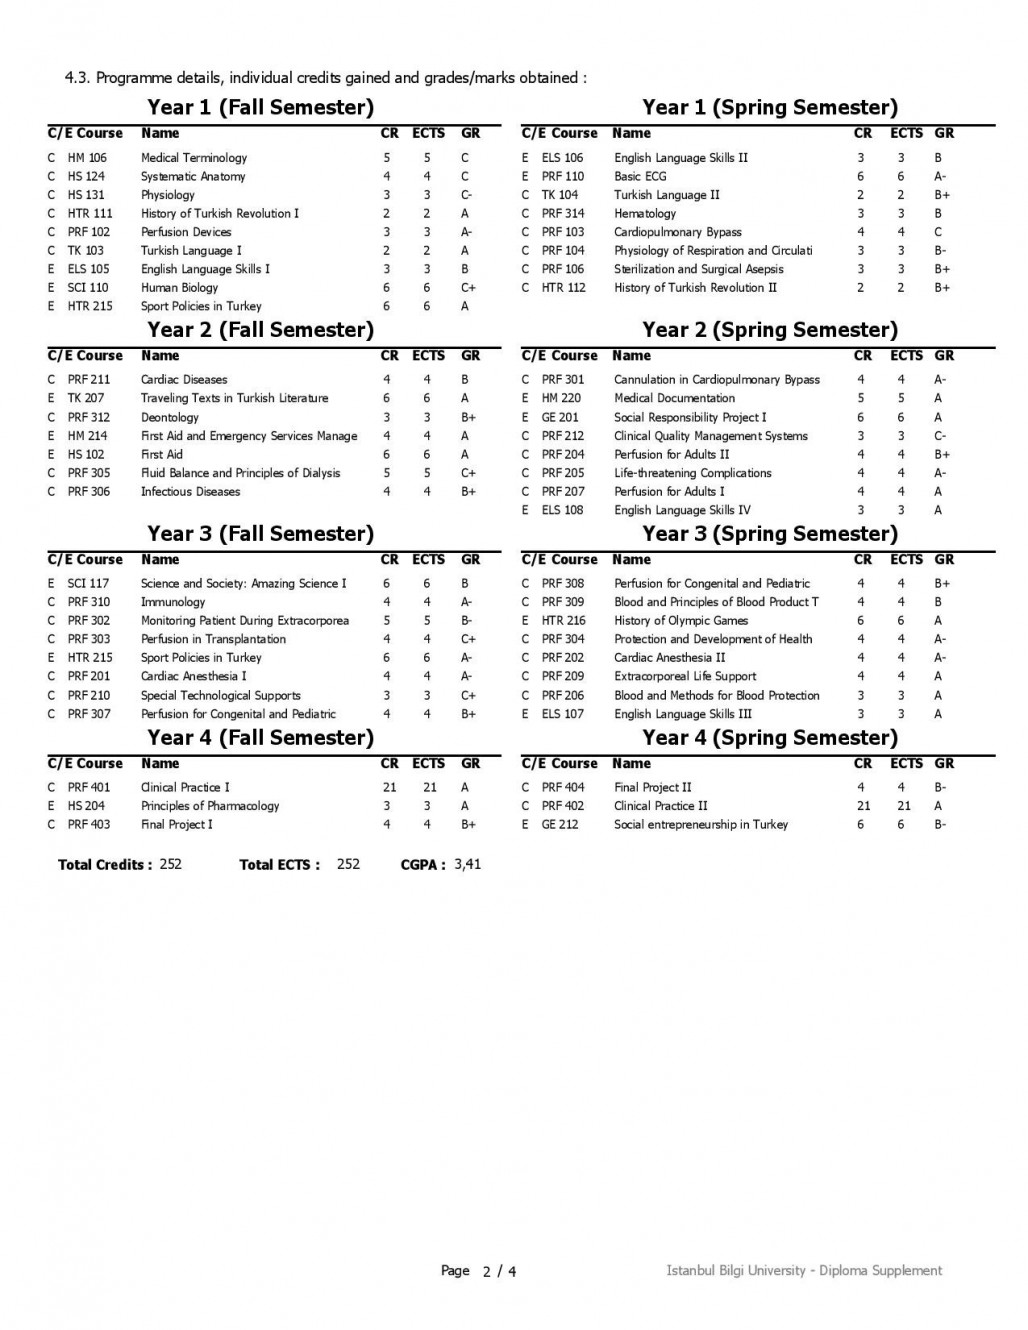 4.3. Programme details, individual credits gained and grades/marks obtained :
Year 1 (Fall Semester)
C/E Course Name CR ECTS GR
C HM 106 Medical Terminology 5 5 C
C HS 124 Systematic Anatomy 4 4 C
C HS 131 Physiology 3 3 C-
C HTR 111 History of Turkish Revolution I 2 2 A
C PRF 102 Perfusion Devices 3 3 A-
C TK 103 Turkish Language I 2 2 A
E ELS 105 English Language Skills I 3 3 B
E SCI 110 Human Biology 6 6 C+
E HTR 215 Sport Policies in Turkey 6 6 A
Year 1 (Spring Semester)
C/E Course Name CR ECTS GR
E ELS 106 English Language Skills II 3 3 B
E PRF 110 Basic ECG 6 6 A-
C TK 104 Turkish Language II 2 2 B+
C PRF 314 Hematology 3 3 B
C PRF 103 Cardiopulmonary Bypass 4 4 C
C PRF 104 Physiology of Respiration and Circulati 3 3 B-
C PRF 106 Sterilization and Surgical Asepsis 3 3 B+
C HTR 112 History of Turkish Revolution II 2 2 B+
Year 2 (Fall Semester)
C/E Course Name CR ECTS GR
C PRF 211 Cardiac Diseases 4 4 B
E TK 207 Traveling Texts in Turkish Literature 6 6 A
C PRF 312 Deontology 3 3 B+
E HM 214 First Aid and Emergency Services Manage 4 4 A
E HS 102 First Aid 6 6 A
C PRF 305 Fluid Balance and Principles of Dialysis 5 5 C+
C PRF 306 Infectious Diseases 4 4 B+
Year 2 (Spring Semester)
C/E Course Name CR ECTS GR
C PRF 301 Cannulation in Cardiopulmonary Bypass 4 4 A-
E HM 220 Medical Documentation 5 5 A
E GE 201 Social Responsibility Project I 6 6 A
C PRF 212 Clinical Quality Management Systems 3 3 C-
C PRF 204 Perfusion for Adults II 4 4 B+
C PRF 205 Life-threatening Complications 4 4 A-
C PRF 207 Perfusion for Adults I 4 4 A
E ELS 108 English Language Skills IV 3 3 A
Year 3 (Fall Semester)
C/E Course Name CR ECTS GR
E SCI 117 Science and Society: Amazing Science I 6 6 B
C PRF 310 Immunology 4 4 A-
C PRF 302 Monitoring Patient During Extracorporea 5 5 B-
C PRF 303 Perfusion in Transplantation 4 4 C+
E HTR 215 Sport Policies in Turkey 6 6 A-
C PRF 201 Cardiac Anesthesia I 4 4 A-
C PRF 210 Special Technological Supports 3 3 C+
C PRF 307 Perfusion for Congenital and Pediatric 4 4 B+
Year 3 (Spring Semester)
C/E Course Name CR ECTS GR
C PRF 308 Perfusion for Congenital and Pediatric 4 4 B+
C PRF 309 Blood and Principles of Blood Product T 4 4 B
E HTR 216 History of Olympic Games 6 6 A
C PRF 304 Protection and Development of Health 4 4 A-
C PRF 202 Cardiac Anesthesia II 4 4 A-
C PRF 209 Extracorporeal Life Support 4 4 A
C PRF 206 Blood and Methods for Blood Protection 3 3 A
E ELS 107 English Language Skills III 3 3 A
Year 4 (Fall Semester)
C/E Course Name CR ECTS GR
C PRF 401 Clinical Practice I 21 21 A
E HS 204 Principles of Pharmacology 3 3 A
C PRF 403 Final Project I 4 4 B+
Year 4 (Spring Semester)
C/E Course Name CR ECTS GR
C PRF 404 Final Project II 4 4 B-
C PRF 402 Clinical Practice II 21 21 A
E GE 212 Social entrepreneurship in Turkey 6 6 B-
Total Credits : 252 Total ECTS : 252 CGPA : 3,41
Page 2 / 4 Istanbul Bilgi University - Diploma Supplement